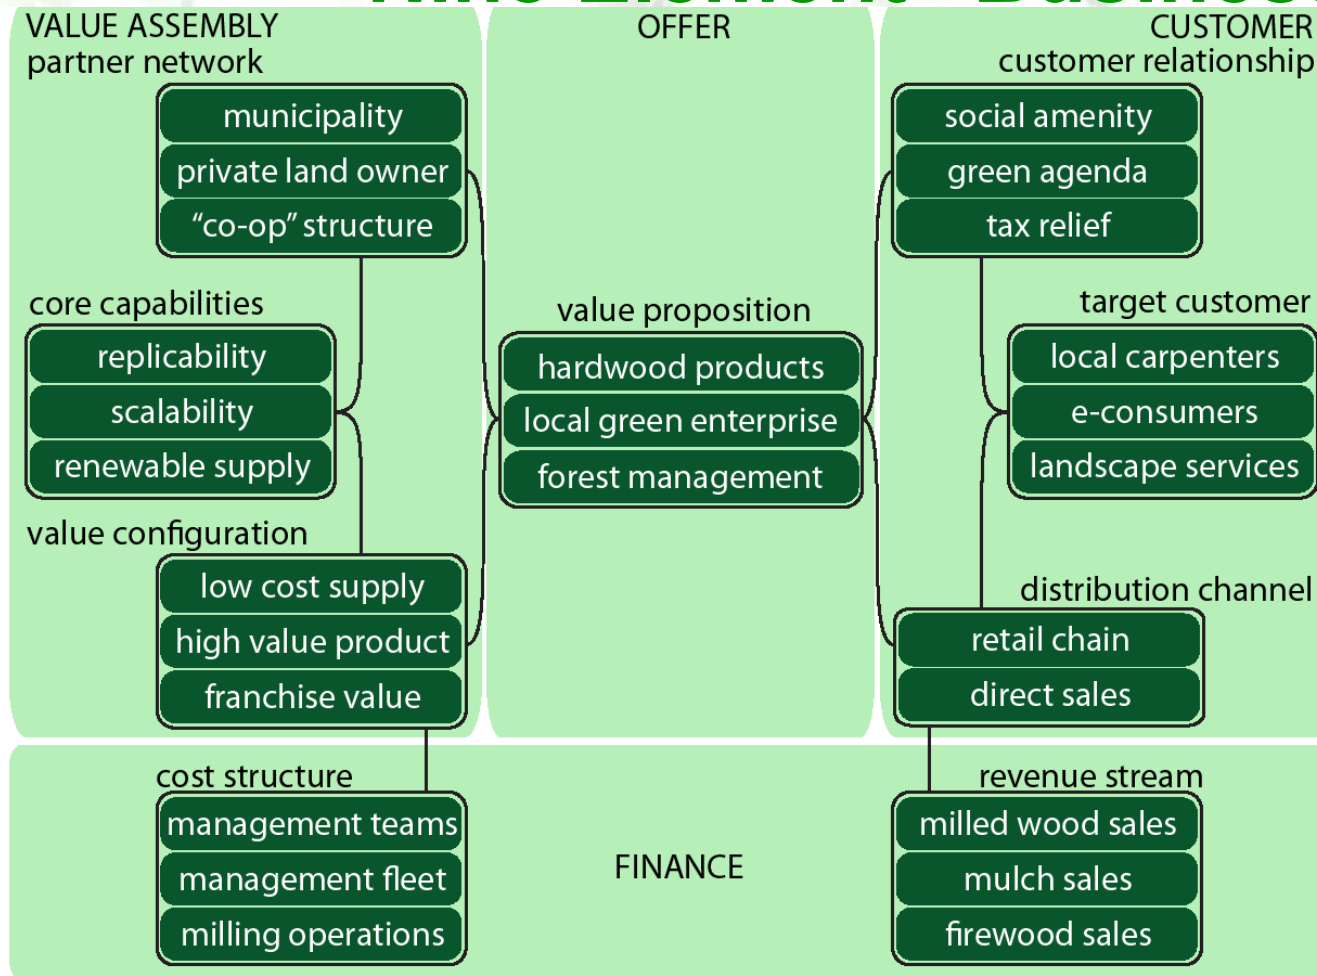 VALUE ASSEMBLY
partner network
municipality
private land owner
“co-op” structure
core capabilities
replicability
scalability
renewable supply
value configuration
low cost supply
high value product
franchise value
OFFER
value proposition
hardwood products
local green enterprise
forest management
CUSTOMER
customer relationship
social amenity
green agenda
tax relief
target customer
local carpenters
e-consumers
landscape services
distribution channel
retail chain
direct sales
cost structure
management teams
management fleet
milling operations
FINANCE
revenue stream
milled wood sales
mulch sales
firewood sales